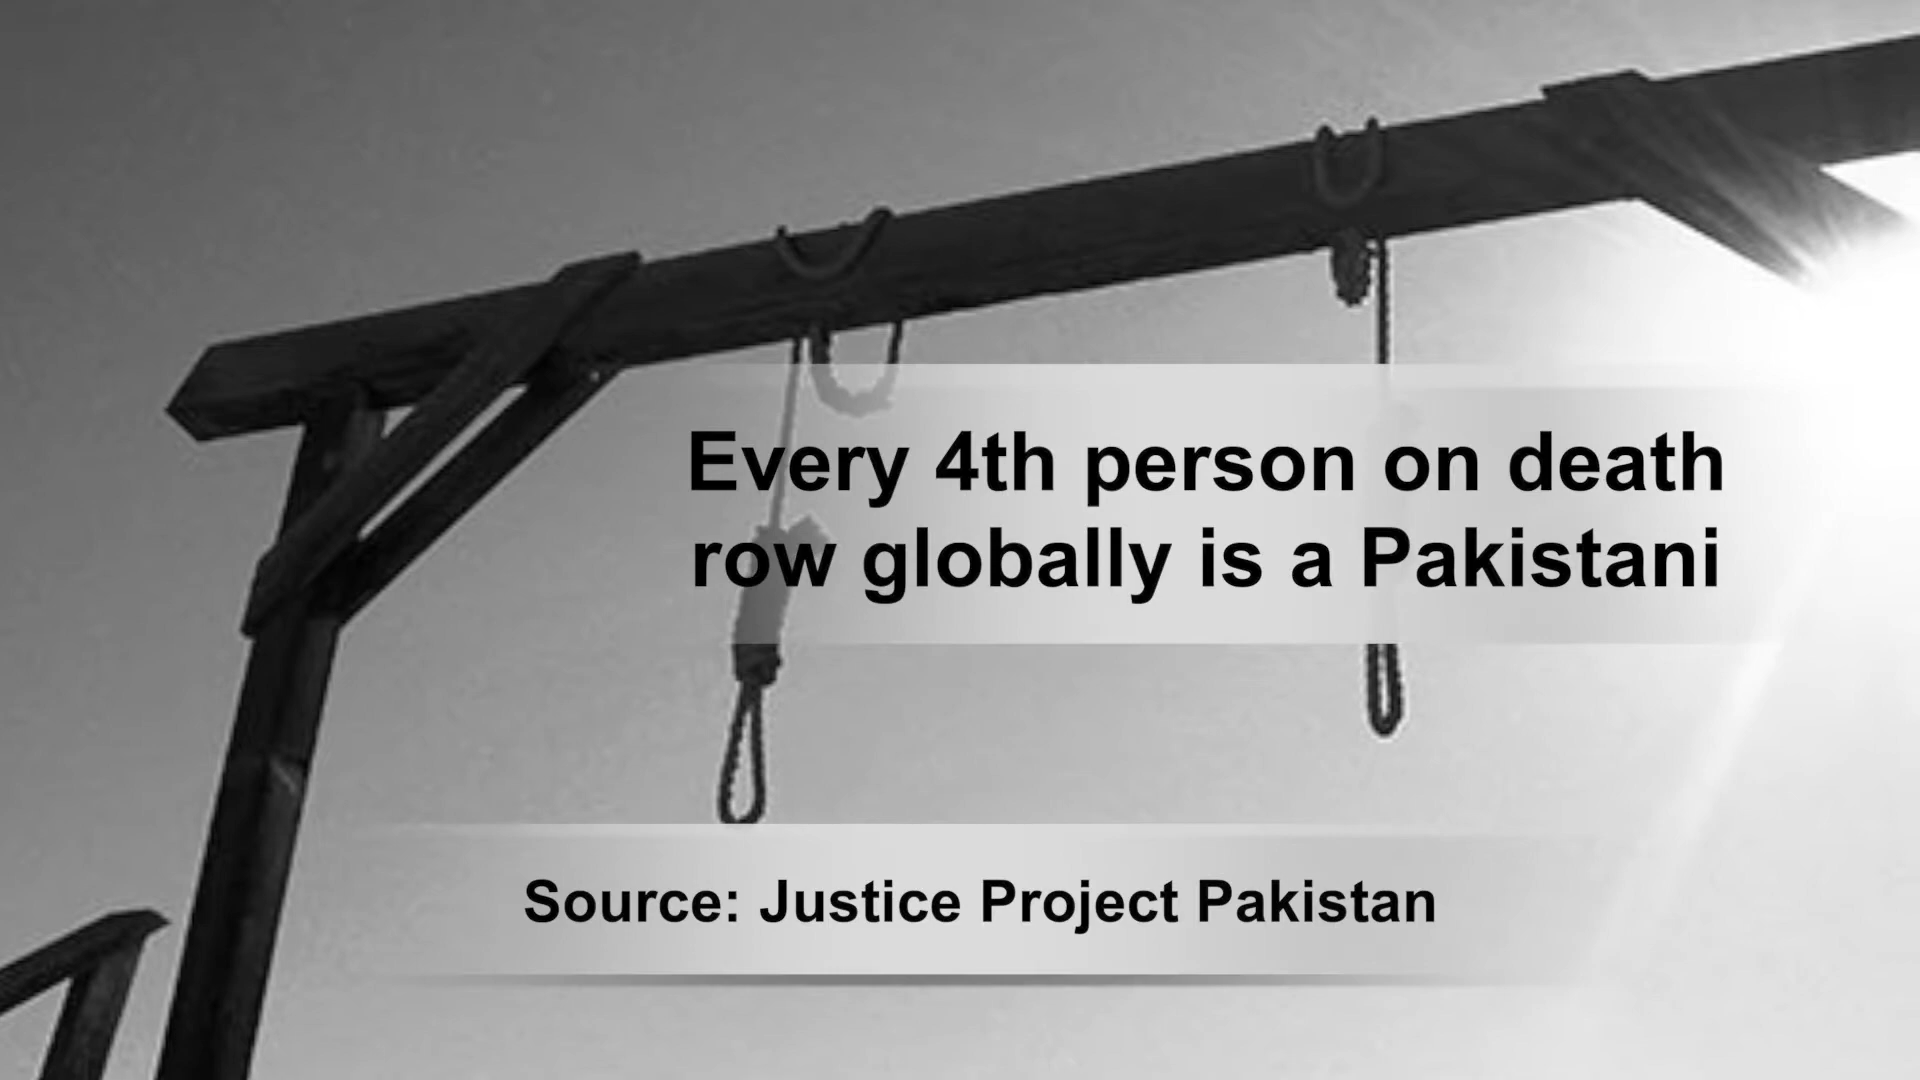 Every 4th person on death
row globally is a Pakistani
Source: Justice Project Pakistan